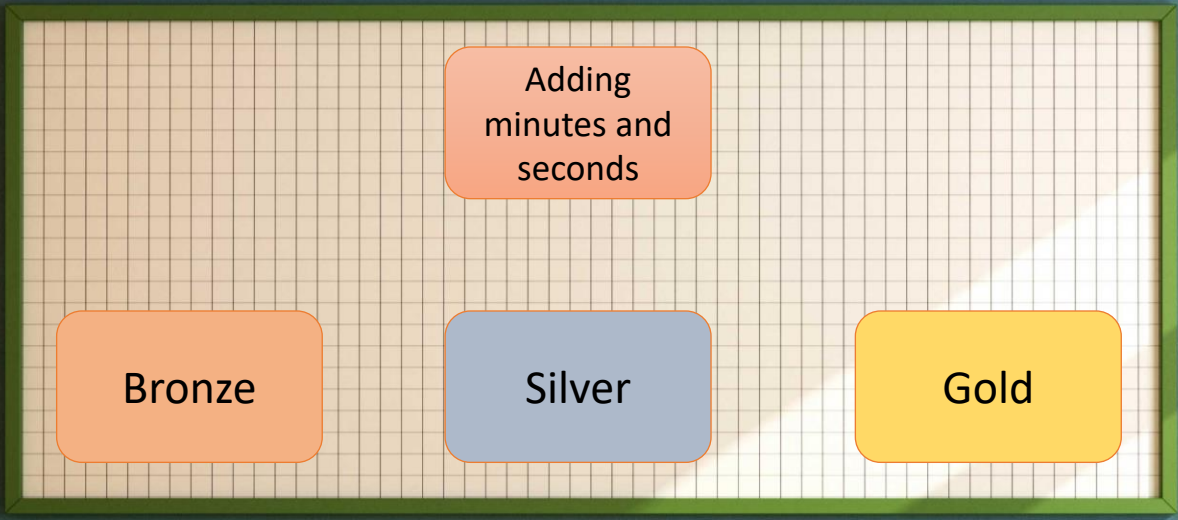 Adding
minutes and
seconds
Bronze
Silver
Gold